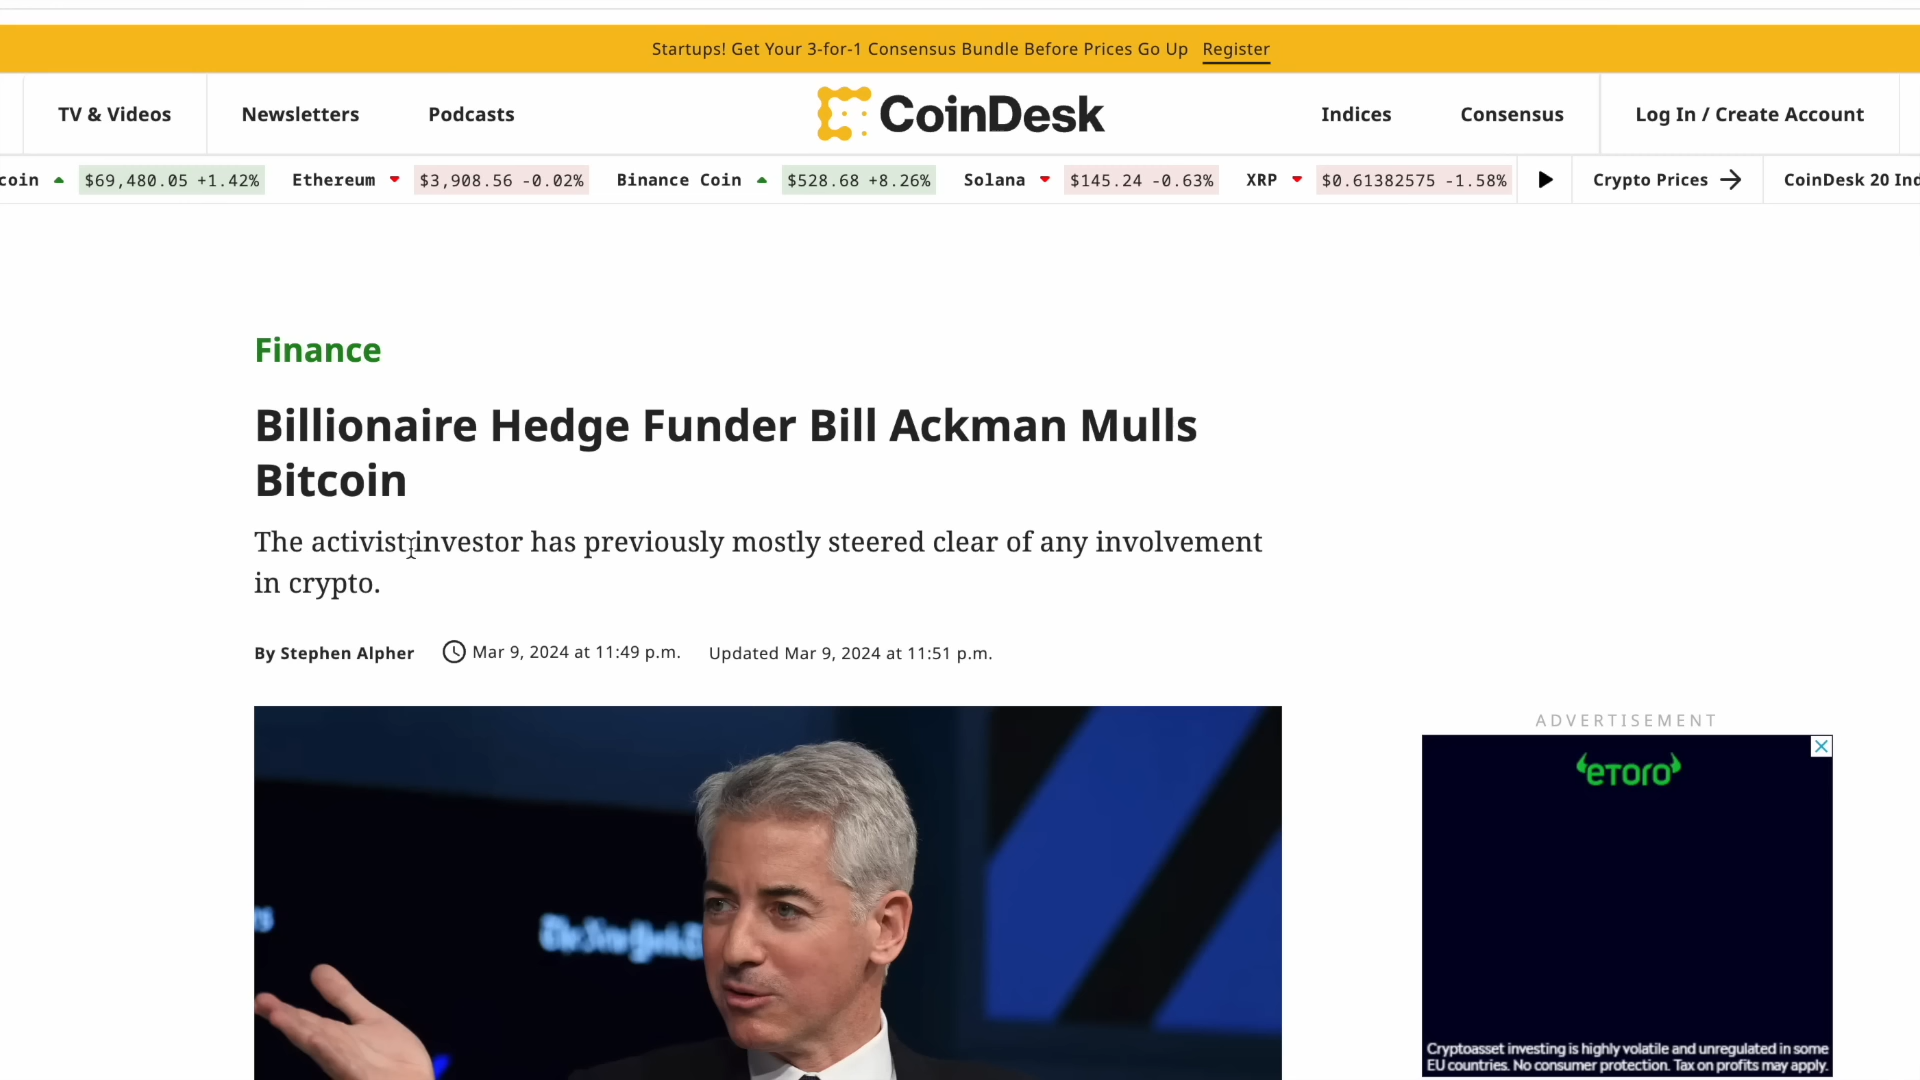 Startups! Get Your 3-for-1 Consensus Bundle Before Prices Go Up Register
TV & Videos Newsletters Podcasts CoinDesk Indices Consensus Log In / Create Account
coin $69,480.05 +1.42% Ethereum $3,908.56 -0.02% Binance Coin $528.68 +8.26% Solana $145.24 -0.63% XRP $0.61382575 -1.58% Crypto Prices CoinDesk 20 Ind
Finance
Billionaire Hedge Funder Bill Ackman Mulls
Bitcoin
The activist investor has previously mostly steered clear of any involvement
in crypto.
By Stephen Alpher Mar 9, 2024 at 11:49 p.m. Updated Mar 9, 2024 at 11:51 p.m.
ADVERTISEMENT
eToro
The New York
Cryptoasset investing is highly volatile and unregulated in some
EU countries. No consumer protection. Tax on profits may apply.